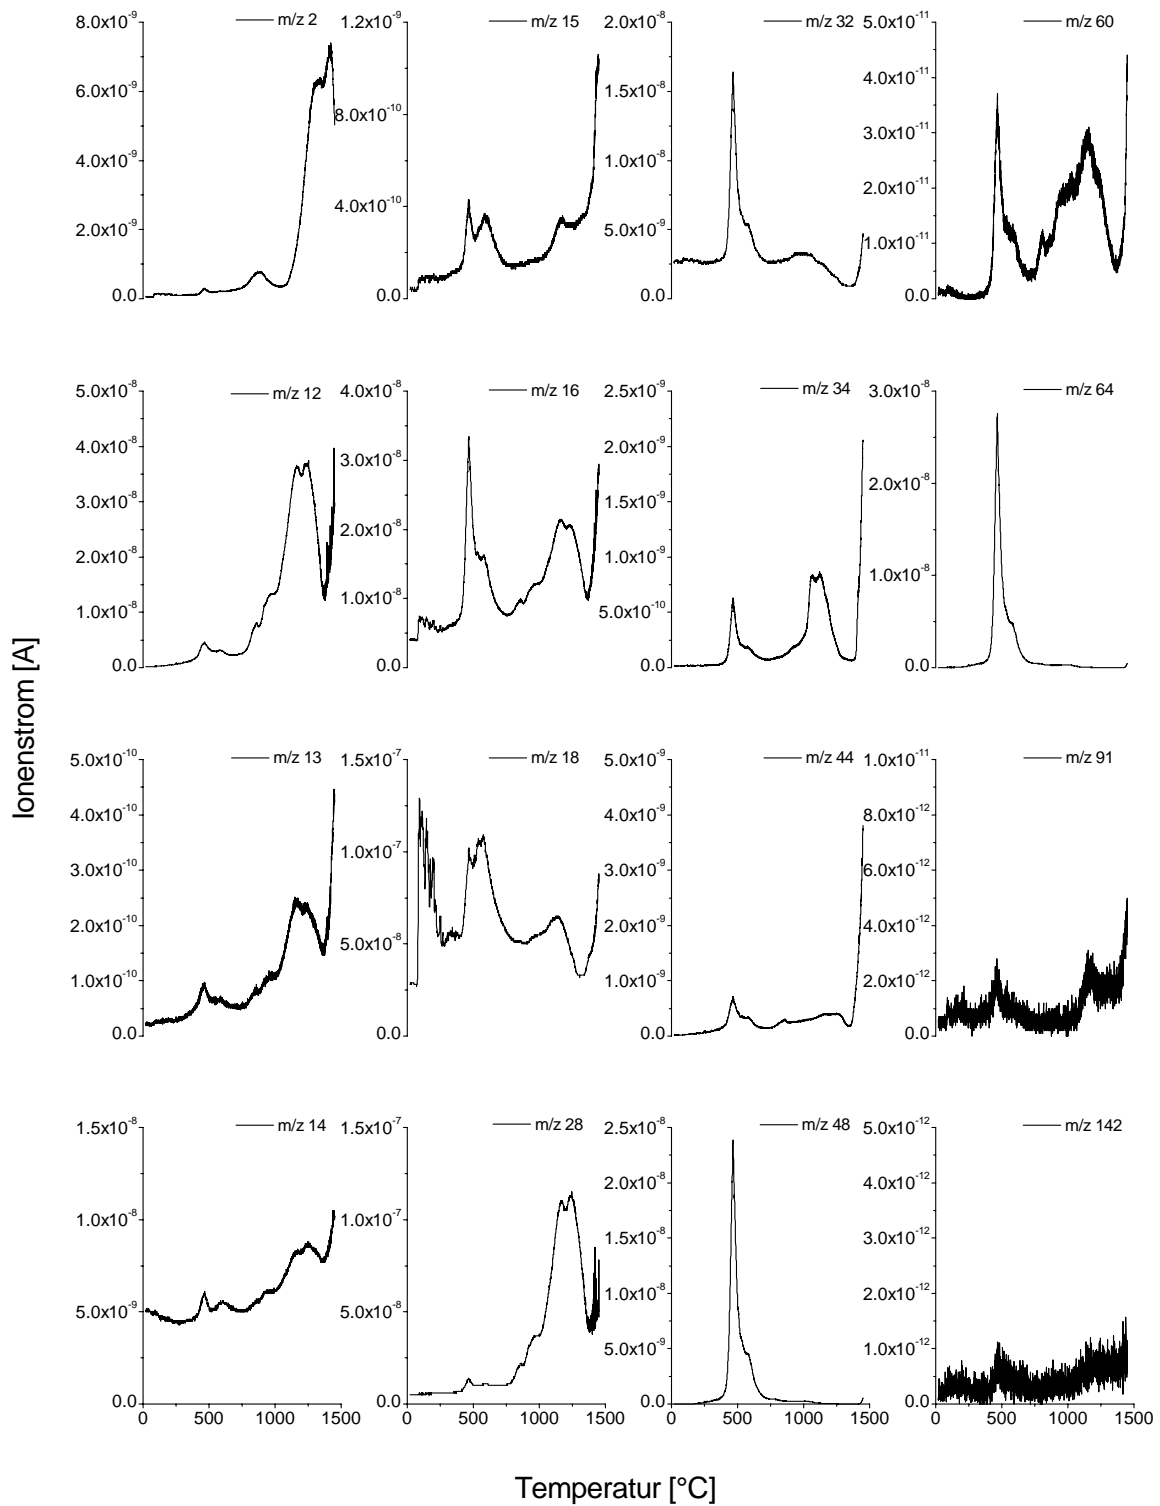 Ionenstrom [A]
m/z 2
8.0x10⁻⁹
6.0x10⁻⁹
4.0x10⁻⁹
2.0x10⁻⁹
0.0
m/z 15
1.2x10⁻⁹
8.0x10⁻¹⁰
4.0x10⁻¹⁰
0.0
m/z 32
2.0x10⁻⁸
1.5x10⁻⁸
1.0x10⁻⁸
5.0x10⁻⁹
0.0
m/z 60
5.0x10⁻¹¹
4.0x10⁻¹¹
3.0x10⁻¹¹
2.0x10⁻¹¹
1.0x10⁻¹¹
0.0
m/z 12
5.0x10⁻⁸
4.0x10⁻⁸
3.0x10⁻⁸
2.0x10⁻⁸
1.0x10⁻⁸
0.0
m/z 16
4.0x10⁻⁸
3.0x10⁻⁸
2.0x10⁻⁸
1.0x10⁻⁸
0.0
m/z 34
2.5x10⁻⁹
2.0x10⁻⁹
1.5x10⁻⁹
1.0x10⁻⁹
5.0x10⁻¹⁰
0.0
m/z 64
3.0x10⁻⁸
2.0x10⁻⁸
1.0x10⁻⁸
0.0
m/z 13
5.0x10⁻¹⁰
4.0x10⁻¹⁰
3.0x10⁻¹⁰
2.0x10⁻¹⁰
1.0x10⁻¹⁰
0.0
m/z 18
1.5x10⁻⁷
1.0x10⁻⁷
5.0x10⁻⁸
0.0
m/z 44
5.0x10⁻⁹
4.0x10⁻⁹
3.0x10⁻⁹
2.0x10⁻⁹
1.0x10⁻⁹
0.0
m/z 91
1.0x10⁻¹¹
8.0x10⁻¹²
6.0x10⁻¹²
4.0x10⁻¹²
2.0x10⁻¹²
0.0
m/z 14
1.5x10⁻⁸
1.0x10⁻⁸
5.0x10⁻⁹
0.0
0 500 1000 1500
m/z 28
1.5x10⁻⁷
1.0x10⁻⁷
5.0x10⁻⁸
0.0
0 500 1000 1500
m/z 48
2.5x10⁻⁸
2.0x10⁻⁸
1.5x10⁻⁸
1.0x10⁻⁸
5.0x10⁻⁹
0.0
0 500 1000 1500
m/z 142
5.0x10⁻¹²
4.0x10⁻¹²
3.0x10⁻¹²
2.0x10⁻¹²
1.0x10⁻¹²
0.0
0 500 1000 1500
Temperatur [°C]